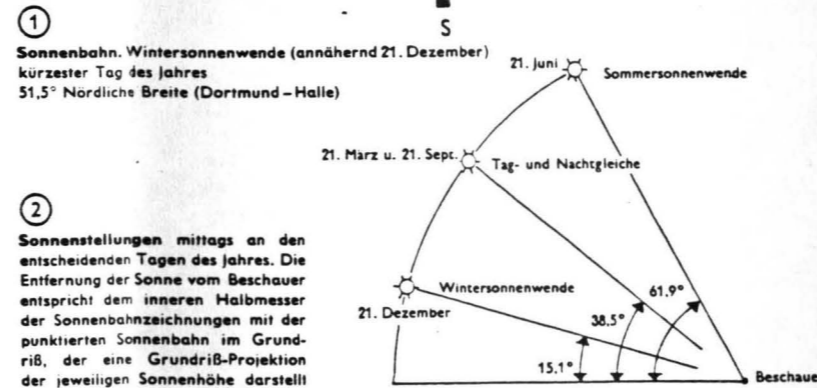 S
①
Sonnenbahn. Wintersonnenwende (annähernd 21. Dezember)
kürzester Tag des Jahres
51,5° Nördliche Breite (Dortmund – Halle)
②
Sonnenstellungen mittags an den
entscheidenden Tagen des Jahres. Die
Entfernung der Sonne vom Beschauer
entspricht dem inneren Halbmesser
der Sonnenbahnzeichnungen mit der
punktierten Sonnenbahn im Grund-
riß, der eine Grundriß-Projektion
der jeweiligen Sonnenhöhe darstellt
21. Juni
Sommersonnenwende
21. März u. 21. Sept.
Tag- und Nachtgleiche
Wintersonnenwende
21. Dezember
61.9°
38.5°
15.1°
Beschaue